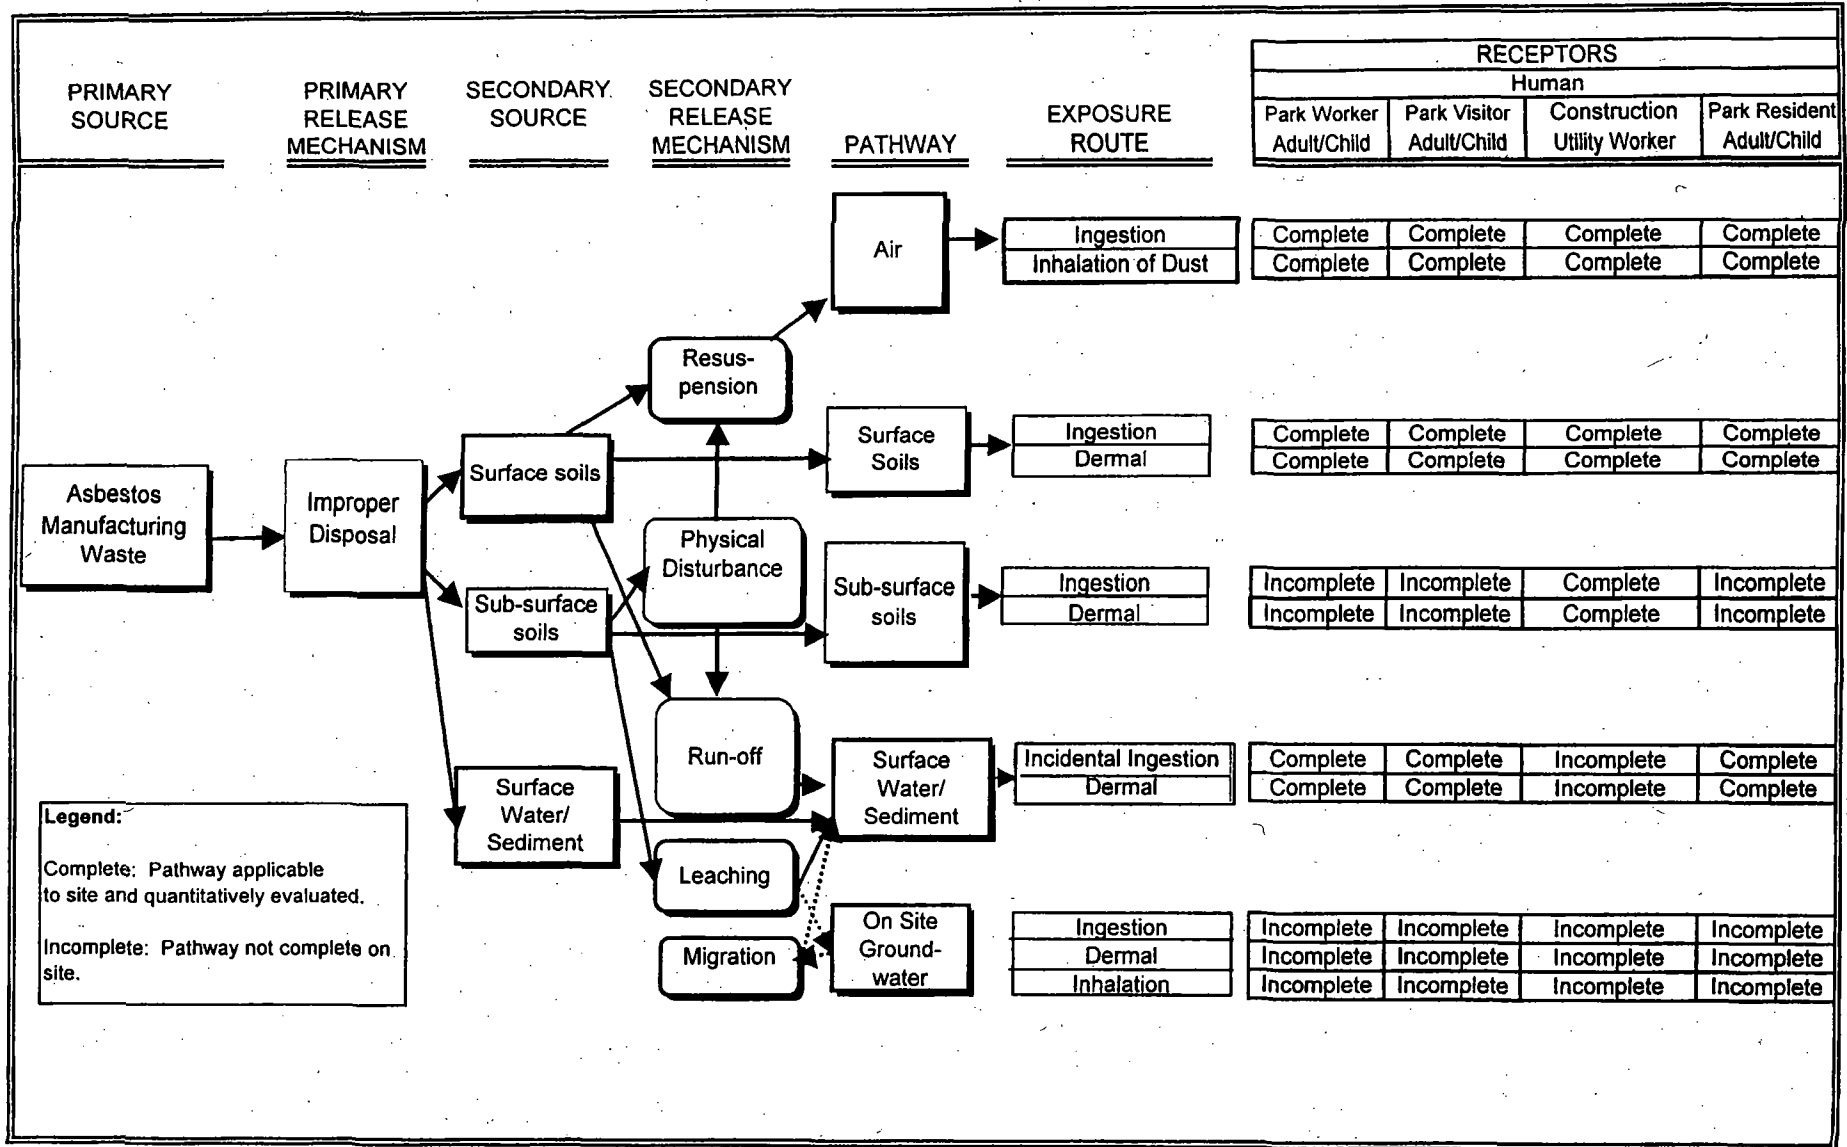 RECEPTORS
Human
PRIMARY
SOURCE
PRIMARY
RELEASE
MECHANISM
SECONDARY
SOURCE
SECONDARY
RELEASE
MECHANISM
PATHWAY
EXPOSURE
ROUTE
Park Worker
Adult/Child
Park Visitor
Adult/Child
Construction
Utility Worker
Park Resident
Adult/Child
Air
Ingestion Complete Complete Complete Complete
Inhalation of Dust Complete Complete Complete Complete
Resus-
pension
Surface
Soils
Ingestion Complete Complete Complete Complete
Dermal Complete Complete Complete Complete
Asbestos
Manufacturing
Waste
Improper
Disposal
Surface soils
Physical
Disturbance
Sub-surface
soils
Sub-surface
soils
Ingestion Incomplete Incomplete Complete Incomplete
Dermal Incomplete Incomplete Complete Incomplete
Run-off
Surface
Water/
Sediment
Surface
Water/
Sediment
Incidental Ingestion Complete Complete Incomplete Complete
Dermal Complete Complete Incomplete Complete
Leaching
Migration
On Site
Ground-
water
Ingestion Incomplete Incomplete Incomplete Incomplete
Dermal Incomplete Incomplete Incomplete Incomplete
Inhalation Incomplete Incomplete Incomplete Incomplete
Legend:
Complete: Pathway applicable
to site and quantitatively evaluated.
Incomplete: Pathway not complete on
site.